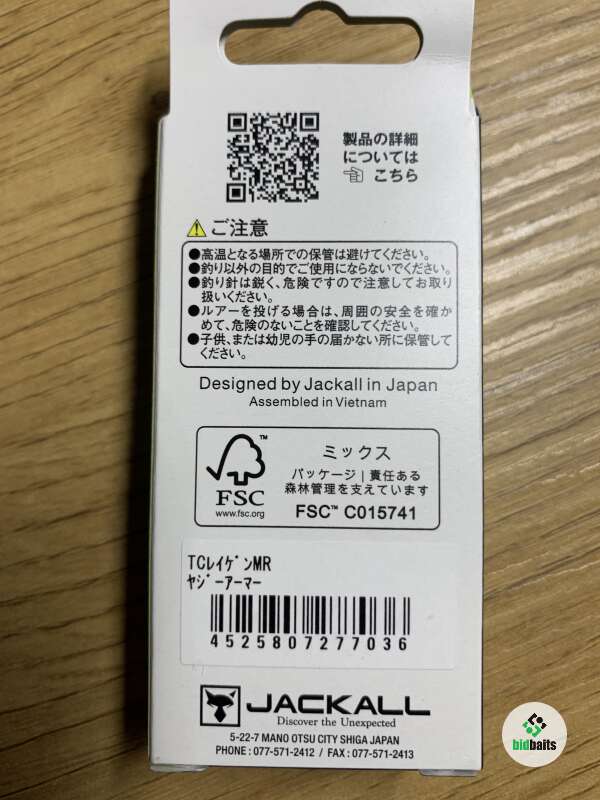 製品の詳細
については
☜ こちら
⚠ ご注意
●高温となる場所での保管は避けてください。
●釣り以外の目的でご使用にならないでください。
●釣り針は鋭く、危険ですので注意してお取り
扱いください。
●ルアーを投げる場合は、周囲の安全を確か
めて、危険のないことを確認してください。
●子供、または幼児の手の届かない所に保管して
ください。
Designed by Jackall in Japan
Assembled in Vietnam
FSC
www.fsc.org
ミックス
パッケージ | 責任ある
森林管理を支えています
FSC™ C015741
TCレイゲンMR
ヤジーアーマー
4525807277036
JACKALL
Discover the Unexpected
5-22-7 MANO OTSU CITY SHIGA JAPAN
PHONE : 077-571-2412 / FAX : 077-571-2413
bidbaits